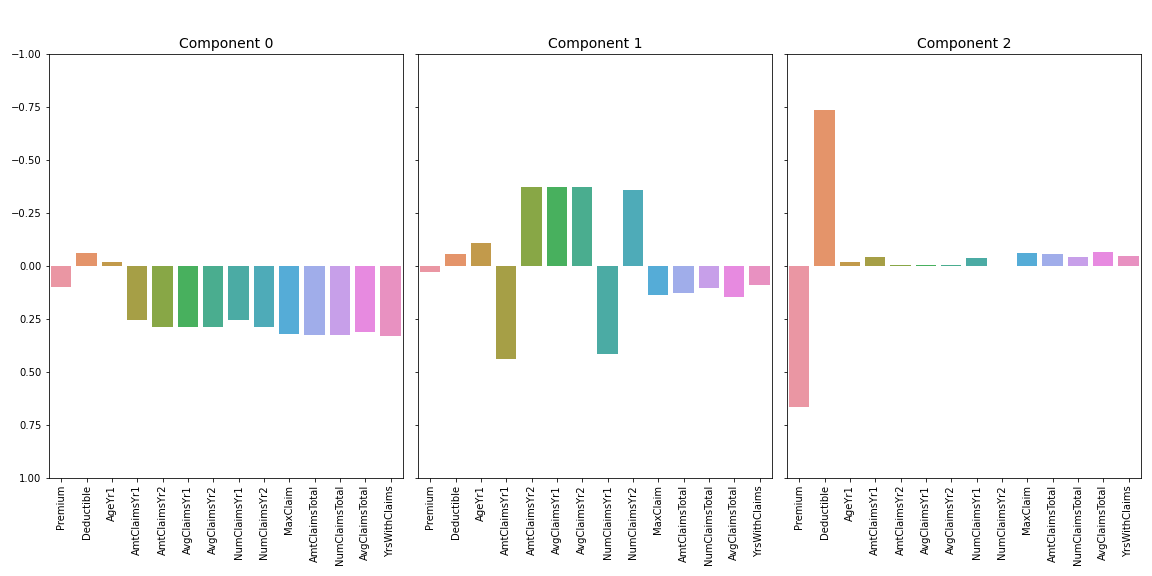 Component 0
Component 1
Component 2
−1.00
−0.75
−0.50
−0.25
0.00
0.25
0.50
0.75
1.00
Premium
Deductible
AgeYr1
AmtClaimsYr1
AmtClaimsYr2
AvgClaimsYr1
AvgClaimsYr2
NumClaimsYr1
NumClaimsYr2
MaxClaim
AmtClaimsTotal
NumClaimsTotal
AvgClaimsTotal
YrsWithClaims
Premium
Deductible
AgeYr1
AmtClaimsYr1
AmtClaimsYr2
AvgClaimsYr1
AvgClaimsYr2
NumClaimsYr1
NumClaimsYr2
MaxClaim
AmtClaimsTotal
NumClaimsTotal
AvgClaimsTotal
YrsWithClaims
Premium
Deductible
AgeYr1
AmtClaimsYr1
AmtClaimsYr2
AvgClaimsYr1
AvgClaimsYr2
NumClaimsYr1
NumClaimsYr2
MaxClaim
AmtClaimsTotal
NumClaimsTotal
AvgClaimsTotal
YrsWithClaims